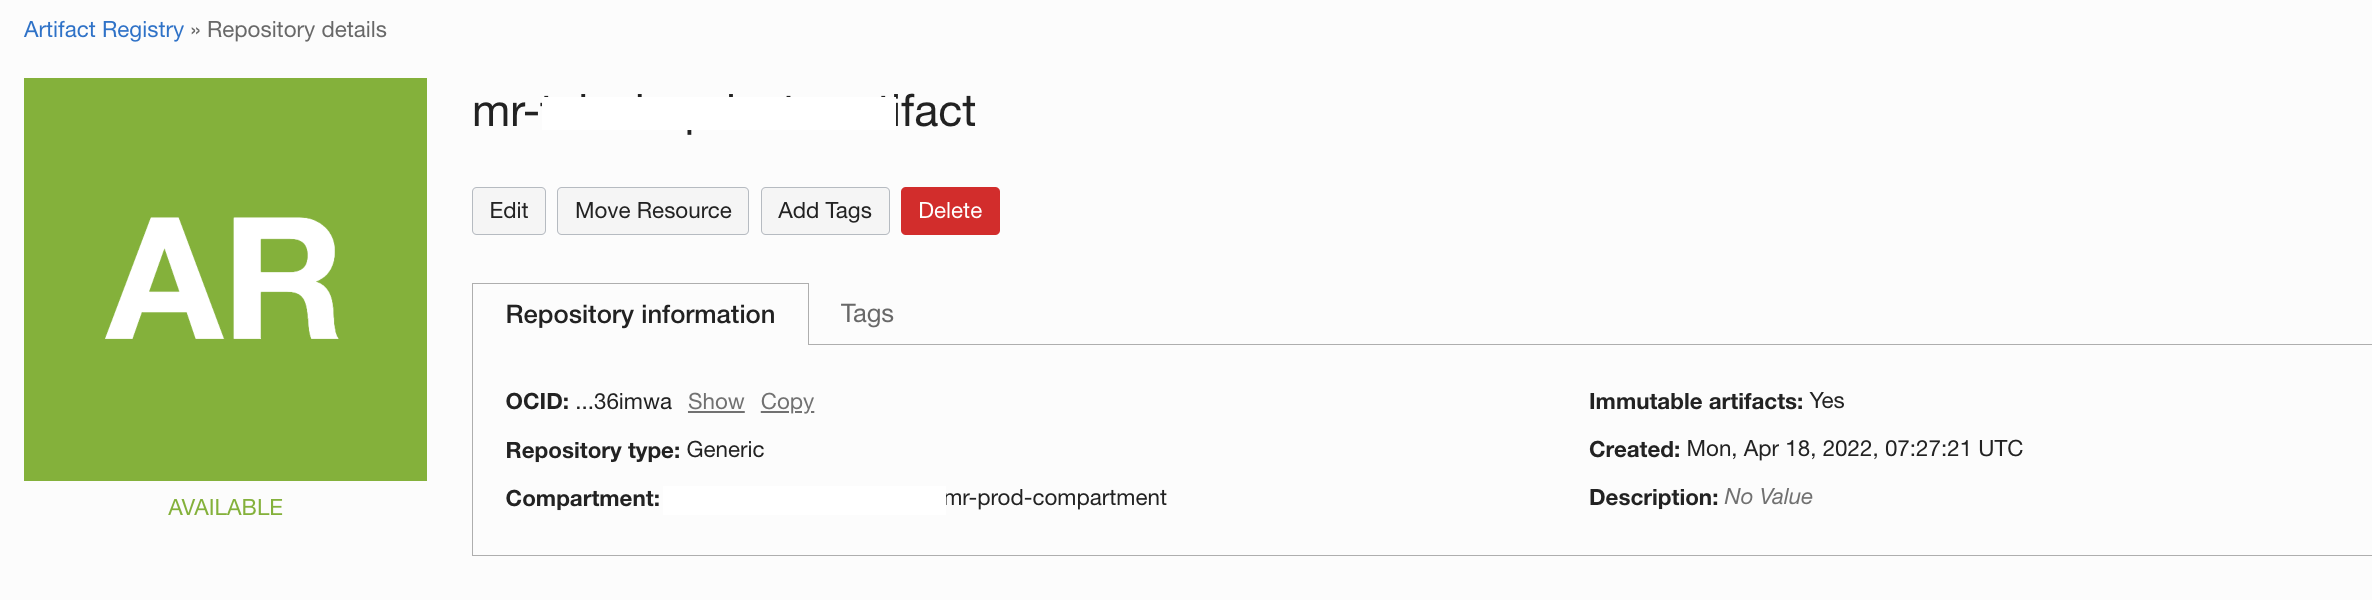 Artifact Registry » Repository details
AR
AVAILABLE
mr- ifact
Edit Move Resource Add Tags Delete
Repository information Tags
OCID: ...36imwa Show Copy
Repository type: Generic
Compartment: mr-prod-compartment
Immutable artifacts: Yes
Created: Mon, Apr 18, 2022, 07:27:21 UTC
Description: No Value